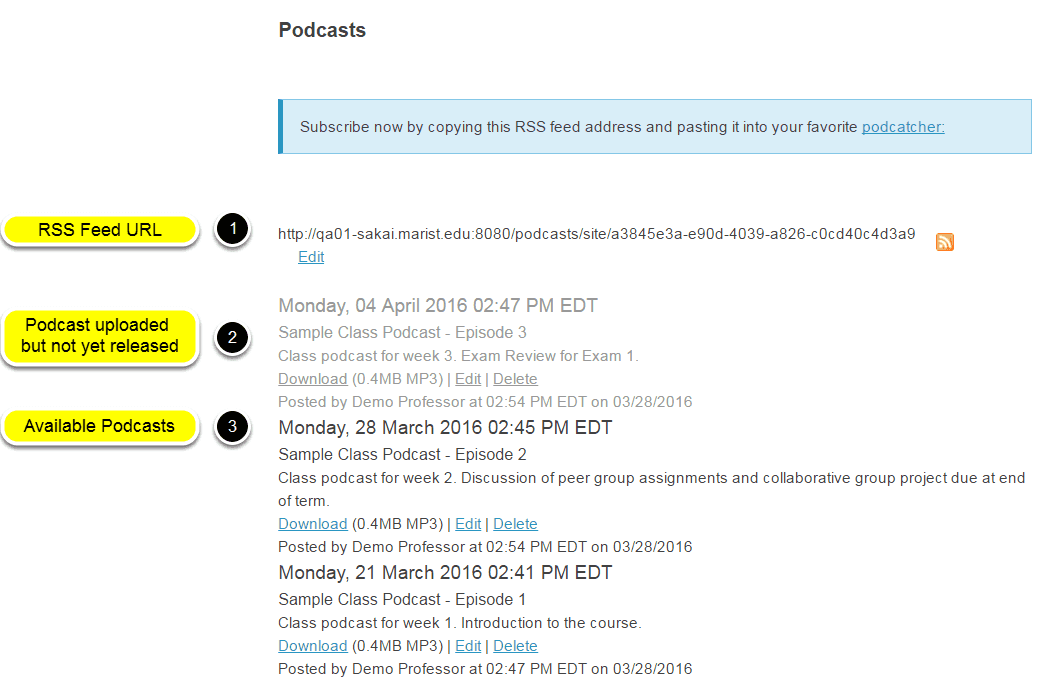 Podcasts
Subscribe now by copying this RSS feed address and pasting it into your favorite podcatcher:
RSS Feed URL
1
http://qa01-sakai.marist.edu:8080/podcasts/site/a3845e3a-e90d-4039-a826-c0cd40c4d3a9
Edit
Podcast uploaded
but not yet released
2
Monday, 04 April 2016 02:47 PM EDT
Sample Class Podcast - Episode 3
Class podcast for week 3. Exam Review for Exam 1.
Download (0.4MB MP3) | Edit | Delete
Posted by Demo Professor at 02:54 PM EDT on 03/28/2016
Available Podcasts
3
Monday, 28 March 2016 02:45 PM EDT
Sample Class Podcast - Episode 2
Class podcast for week 2. Discussion of peer group assignments and collaborative group project due at end
of term.
Download (0.4MB MP3) | Edit | Delete
Posted by Demo Professor at 02:54 PM EDT on 03/28/2016
Monday, 21 March 2016 02:41 PM EDT
Sample Class Podcast - Episode 1
Class podcast for week 1. Introduction to the course.
Download (0.4MB MP3) | Edit | Delete
Posted by Demo Professor at 02:47 PM EDT on 03/28/2016